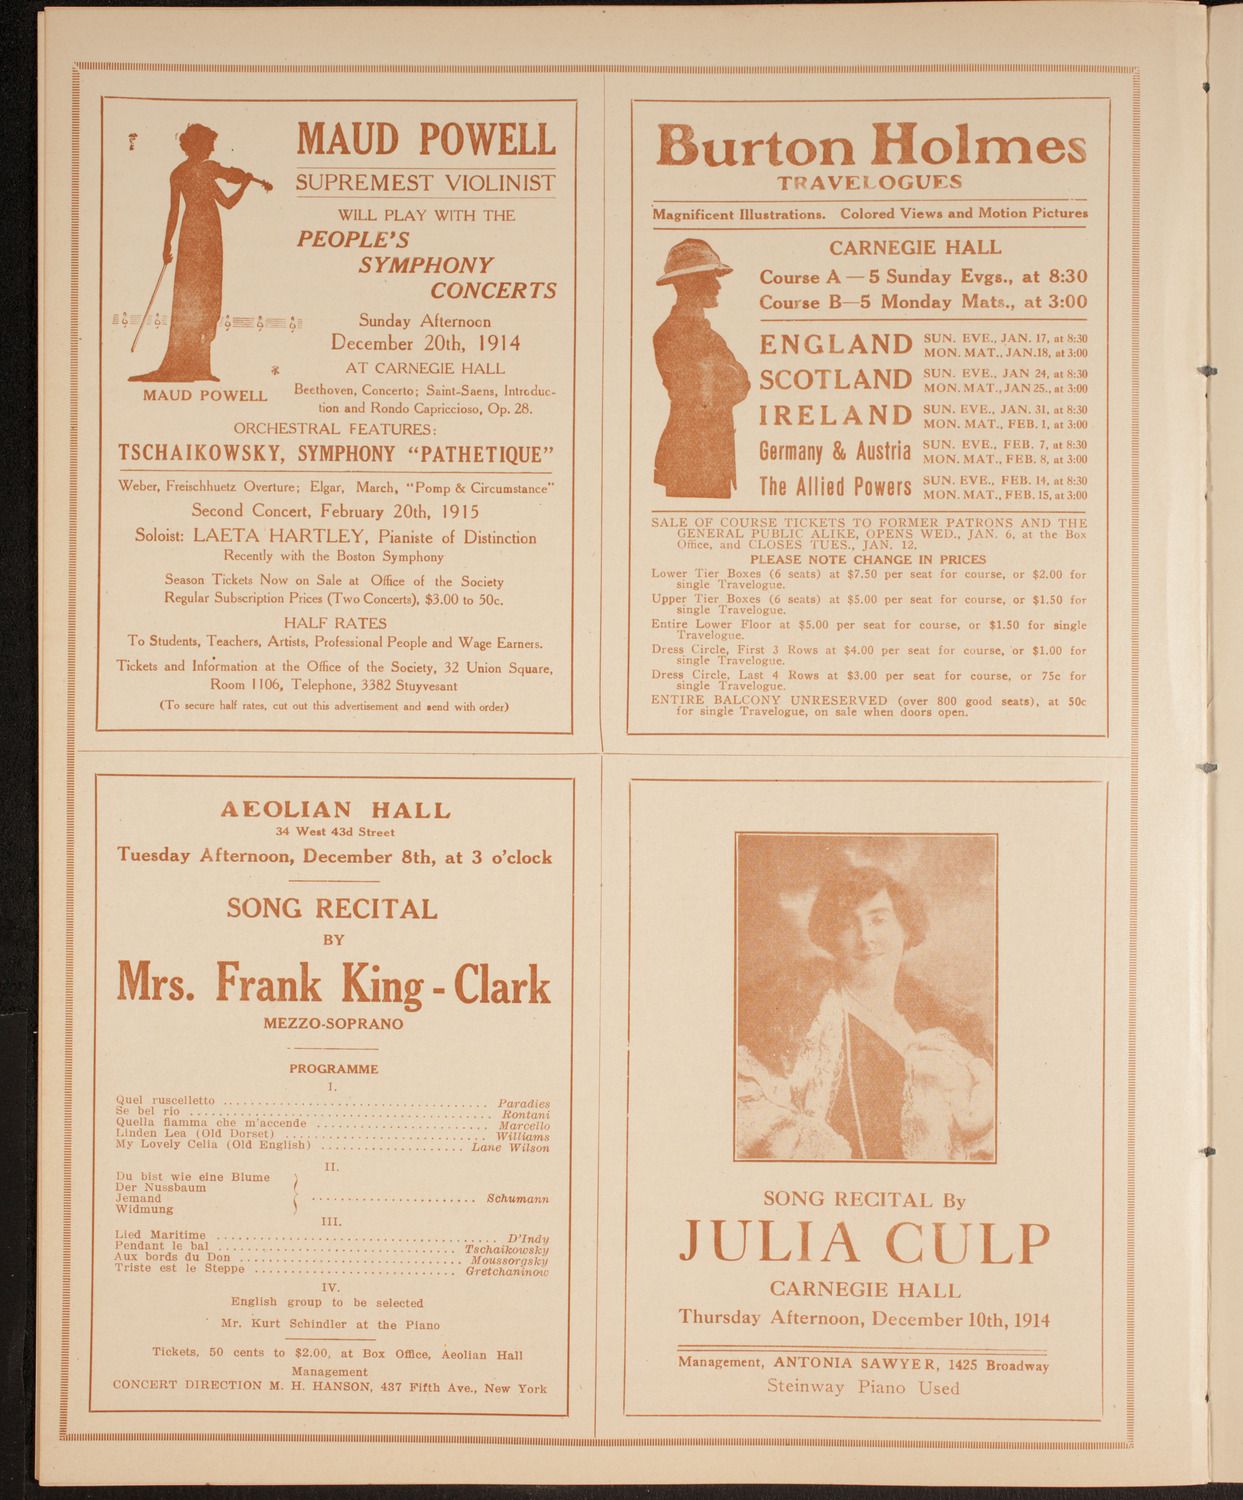 MAUD POWELL
SUPREMEST VIOLINIST
WILL PLAY WITH THE
PEOPLE'S
SYMPHONY
CONCERTS
Sunday Afternoon
December 20th, 1914
AT CARNEGIE HALL
MAUD POWELL
Beethoven, Concerto; Saint-Saens, Introduc-
tion and Rondo Capriccioso, Op. 28.
ORCHESTRAL FEATURES:
TSCHAIKOWSKY, SYMPHONY "PATHETIQUE"
Weber, Freischhuetz Overture; Elgar, March, "Pomp & Circumstance"
Second Concert, February 20th, 1915
Soloist: LAETA HARTLEY, Pianiste of Distinction
Recently with the Boston Symphony
Season Tickets Now on Sale at Office of the Society
Regular Subscription Prices (Two Concerts), $3.00 to 50c.
HALF RATES
To Students, Teachers, Artists, Professional People and Wage Earners.
Tickets and Information at the Office of the Society, 32 Union Square,
Room 1106, Telephone, 3382 Stuyvesant
(To secure half rates, cut out this advertisement and send with order)
Burton Holmes
TRAVELOGUES
Magnificent Illustrations. Colored Views and Motion Pictures
CARNEGIE HALL
Course A—5 Sunday Evgs., at 8:30
Course B—5 Monday Mats., at 3:00
ENGLAND SUN. EVE., JAN. 17, at 8:30
MON. MAT., JAN.18, at 3:00
SCOTLAND SUN. EVE., JAN 24, at 8:30
MON. MAT., JAN 25., at 3:00
IRELAND SUN. EVE., JAN. 31, at 8:30
MON. MAT., FEB. 1, at 3:00
Germany & Austria SUN. EVE., FEB. 7, at 8:30
MON. MAT., FEB. 8, at 3:00
The Allied Powers SUN. EVE., FEB. 14, at 8:30
MON. MAT., FEB. 15, at 3:00
SALE OF COURSE TICKETS TO FORMER PATRONS AND THE
GENERAL PUBLIC ALIKE, OPENS WED., JAN. 6, at the Box
Office, and CLOSES TUES., JAN. 12.
PLEASE NOTE CHANGE IN PRICES
Lower Tier Boxes (6 seats) at $7.50 per seat for course, or $2.00 for
single Travelogue.
Upper Tier Boxes (6 seats) at $5.00 per seat for course, or $1.50 for
single Travelogue.
Entire Lower Floor at $5.00 per seat for course, or $1.50 for single
Travelogue.
Dress Circle, First 3 Rows at $4.00 per seat for course, or $1.00 for
single Travelogue.
Dress Circle, Last 4 Rows at $3.00 per seat for course, or 75c for
single Travelogue.
ENTIRE BALCONY UNRESERVED (over 800 good seats), at 50c
for single Travelogue, on sale when doors open.
AEOLIAN HALL
34 West 43d Street
Tuesday Afternoon, December 8th, at 3 o'clock
SONG RECITAL
BY
Mrs. Frank King-Clark
MEZZO-SOPRANO
PROGRAMME
I.
Quel ruscelletto ........ Paradies
Se bel rio ........ Rontani
Quella fiamma che m'accende ........ Marcello
Linden Lea (Old Dorset) ........ Williams
My Lovely Celia (Old English) ........ Lane Wilson
II.
Du bist wie eine Blume
Der Nussbaum
Jemand ........ Schumann
Widmung
III.
Lied Maritime ........ D'Indy
Pendant le bal ........ Tschaikowsky
Aux bords du Don ........ Moussorgsky
Triste est le Steppe ........ Gretchaninow
IV.
English group to be selected
Mr. Kurt Schindler at the Piano
Tickets, 50 cents to $2.00, at Box Office, Aeolian Hall
Management
CONCERT DIRECTION M. H. HANSON, 437 Fifth Ave., New York
SONG RECITAL By
JULIA CULP
CARNEGIE HALL
Thursday Afternoon, December 10th, 1914
Management, ANTONIA SAWYER, 1425 Broadway
Steinway Piano Used